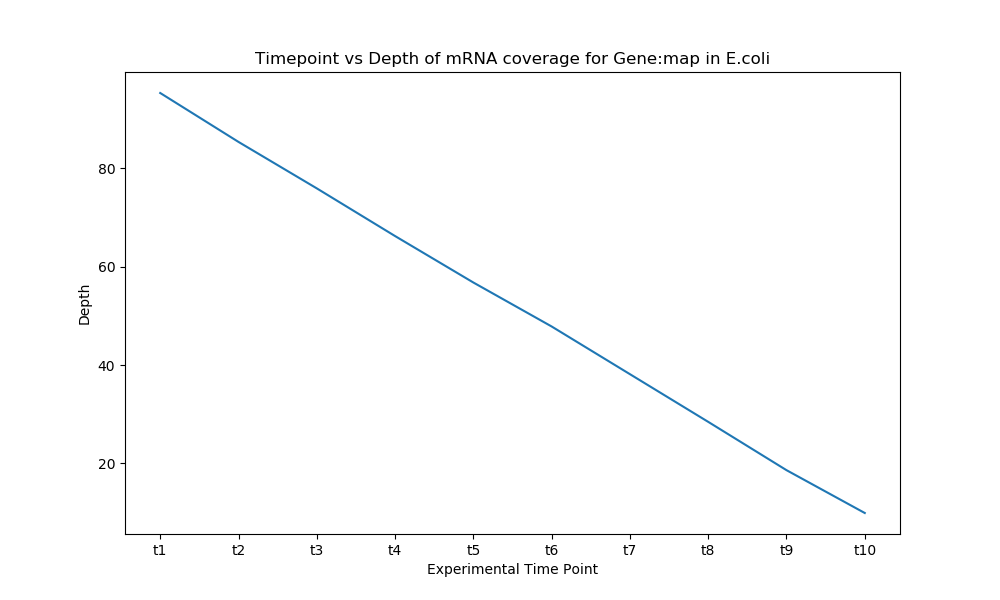 Timepoint vs Depth of mRNA coverage for Gene:map in E.coli
80
60
40
20
Depth
t1 t2 t3 t4 t5 t6 t7 t8 t9 t10
Experimental Time Point